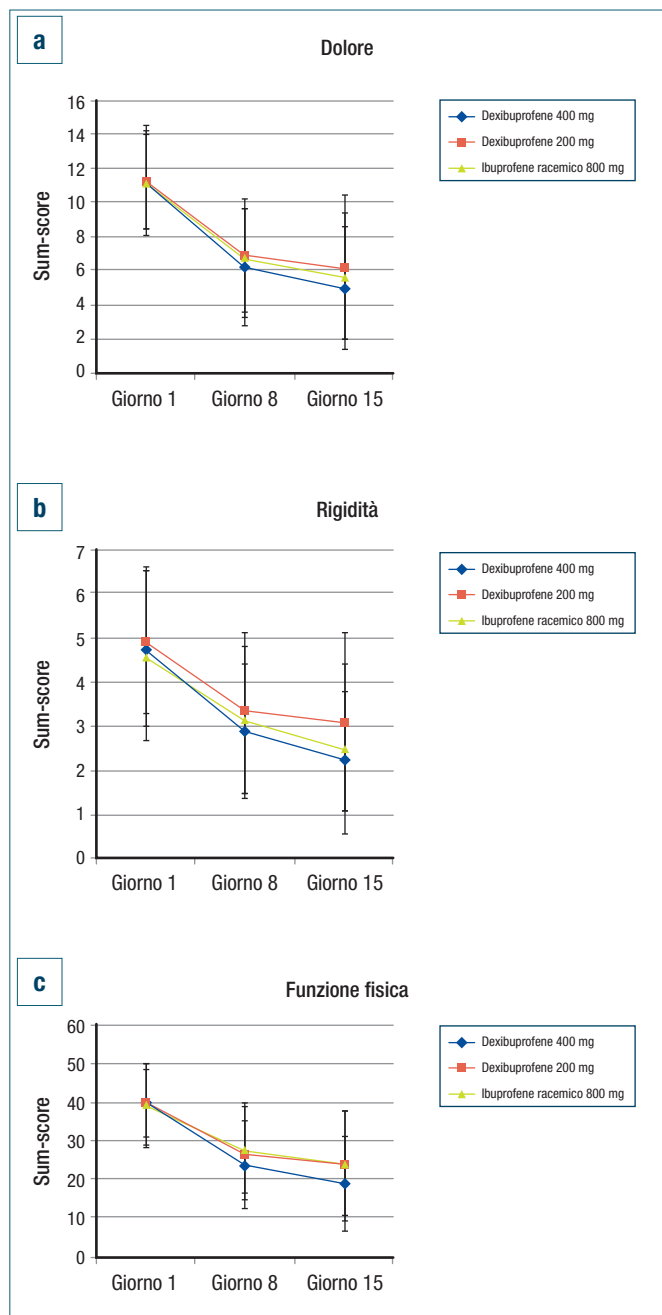 a
Dolore
16
14
12
10
8
6
4
2
0
Sum-score
Giorno 1 Giorno 8 Giorno 15
Dexibuprofene 400 mg
Dexibuprofene 200 mg
Ibuprofene racemico 800 mg
b
Rigidità
7
6
5
4
3
2
1
0
Sum-score
Giorno 1 Giorno 8 Giorno 15
Dexibuprofene 400 mg
Dexibuprofene 200 mg
Ibuprofene racemico 800 mg
c
Funzione fisica
60
50
40
30
20
10
0
Sum-score
Giorno 1 Giorno 8 Giorno 15
Dexibuprofene 400 mg
Dexibuprofene 200 mg
Ibuprofene racemico 800 mg